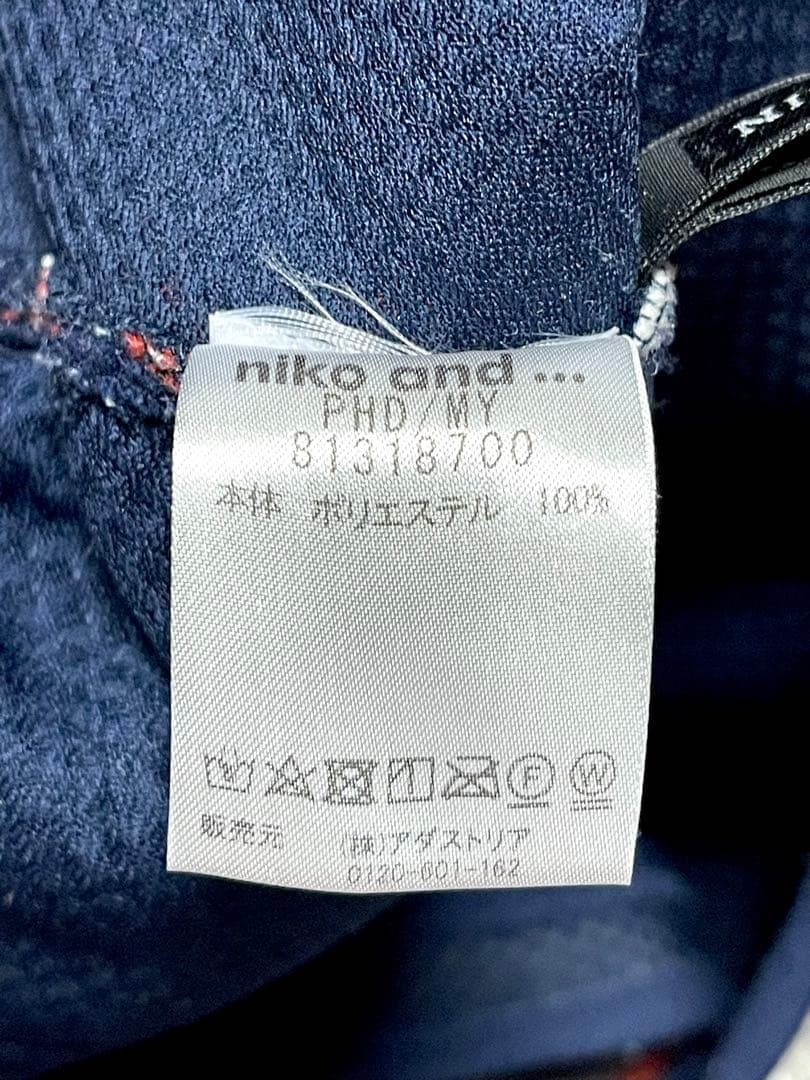 NI
niko and ...
PHD/MY
81318700
本体 ポリエステル 100%
F W
販売元 (株)アダストリア
0120-601-162